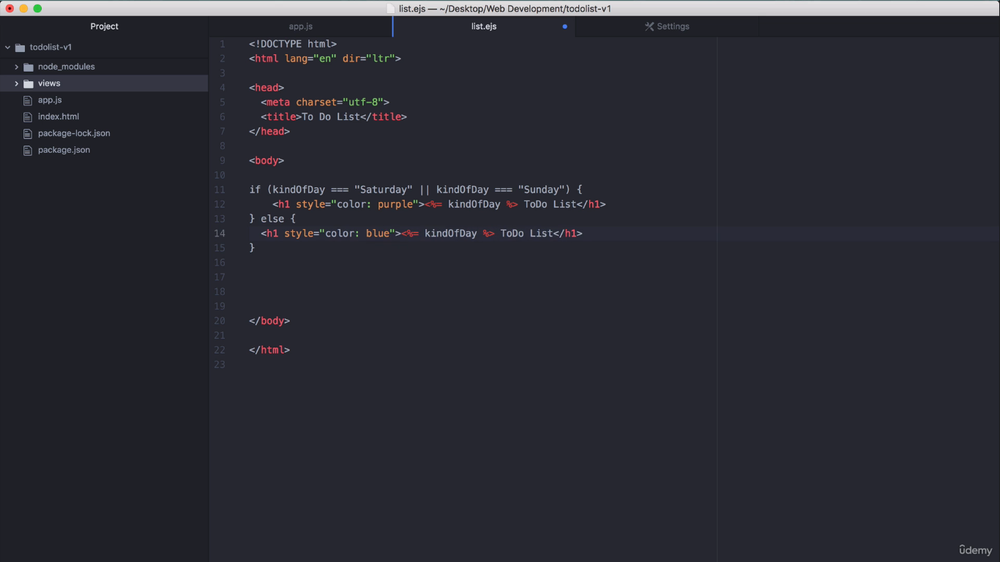 list.ejs — ~/Desktop/Web Development/todolist-v1
Project
app.js
list.ejs
Settings
todolist-v1
node_modules
views
app.js
index.html
package-lock.json
package.json
1 <!DOCTYPE html>
2 <html lang="en" dir="ltr">
3
4 <head>
5   <meta charset="utf-8">
6   <title>To Do List</title>
7 </head>
8
9 <body>
10
11 if (kindOfDay === "Saturday" || kindOfDay === "Sunday") {
12     <h1 style="color: purple"><%= kindOfDay %> ToDo List</h1>
13 } else {
14   <h1 style="color: blue"><%= kindOfDay %> ToDo List</h1>
15 }
16
17
18
19
20 </body>
21
22 </html>
23
udemy